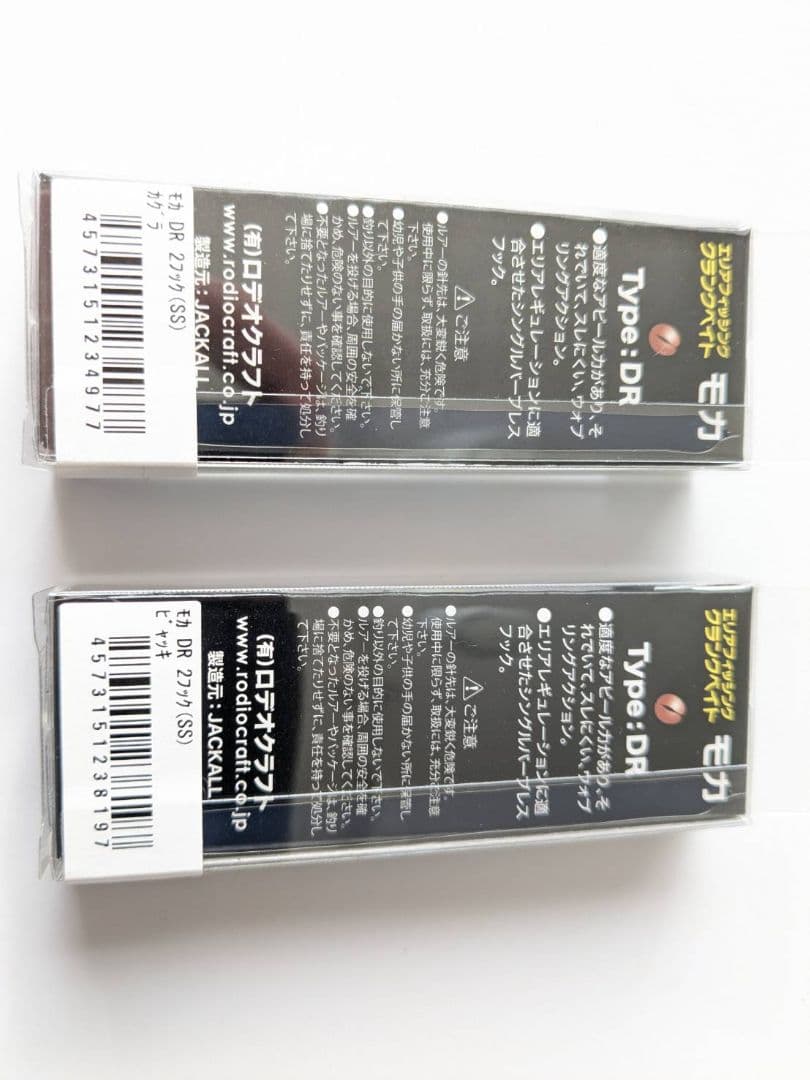 エリアフィッシング
クランクベイト
モカ
Type:DR
●適度なアピール力があり、そ
れでいて、スレにくい、ウォブ
リングアクション。
●エリアレギュレーションに適
合させたシングルバーブレス
フック。
⚠ご注意
●ルアーの針先は、大変鋭く危険です。
使用中に限らず、取扱には、充分ご注意
下さい。
●幼児や子供の手の届かない所に保管し
て下さい。
●釣り以外の目的に使用しないで下さい。
●ルアーを投げる場合、周囲の安全を確
かめ、危険のない事を確認してください。
●不要となったルアーやパッケージは、釣り
場に捨てたりせずに、責任を持って処分し
て下さい。
(有)ロデオクラフト
www.rodiocraft.co.jp
製造元:JACKALL
ﾓｶ DR 2ﾌｯｸ(SS)
ｶｸﾞﾗ
4573151234977
エリアフィッシング
クランクベイト
モカ
Type:DR
●適度なアピール力があり、そ
れでいて、スレにくい、ウォブ
リングアクション。
●エリアレギュレーションに適
合させたシングルバーブレス
フック。
⚠ご注意
●ルアーの針先は、大変鋭く危険です。
使用中に限らず、取扱には、充分ご注意
下さい。
●幼児や子供の手の届かない所に保管し
て下さい。
●釣り以外の目的に使用しないで下さい。
●ルアーを投げる場合、周囲の安全を確
かめ、危険のない事を確認してください。
●不要となったルアーやパッケージは、釣り
場に捨てたりせずに、責任を持って処分し
て下さい。
(有)ロデオクラフト
www.rodiocraft.co.jp
製造元:JACKALL
ﾓｶ DR 2ﾌｯｸ(SS)
ﾋﾞｬｯｷ
4573151238197